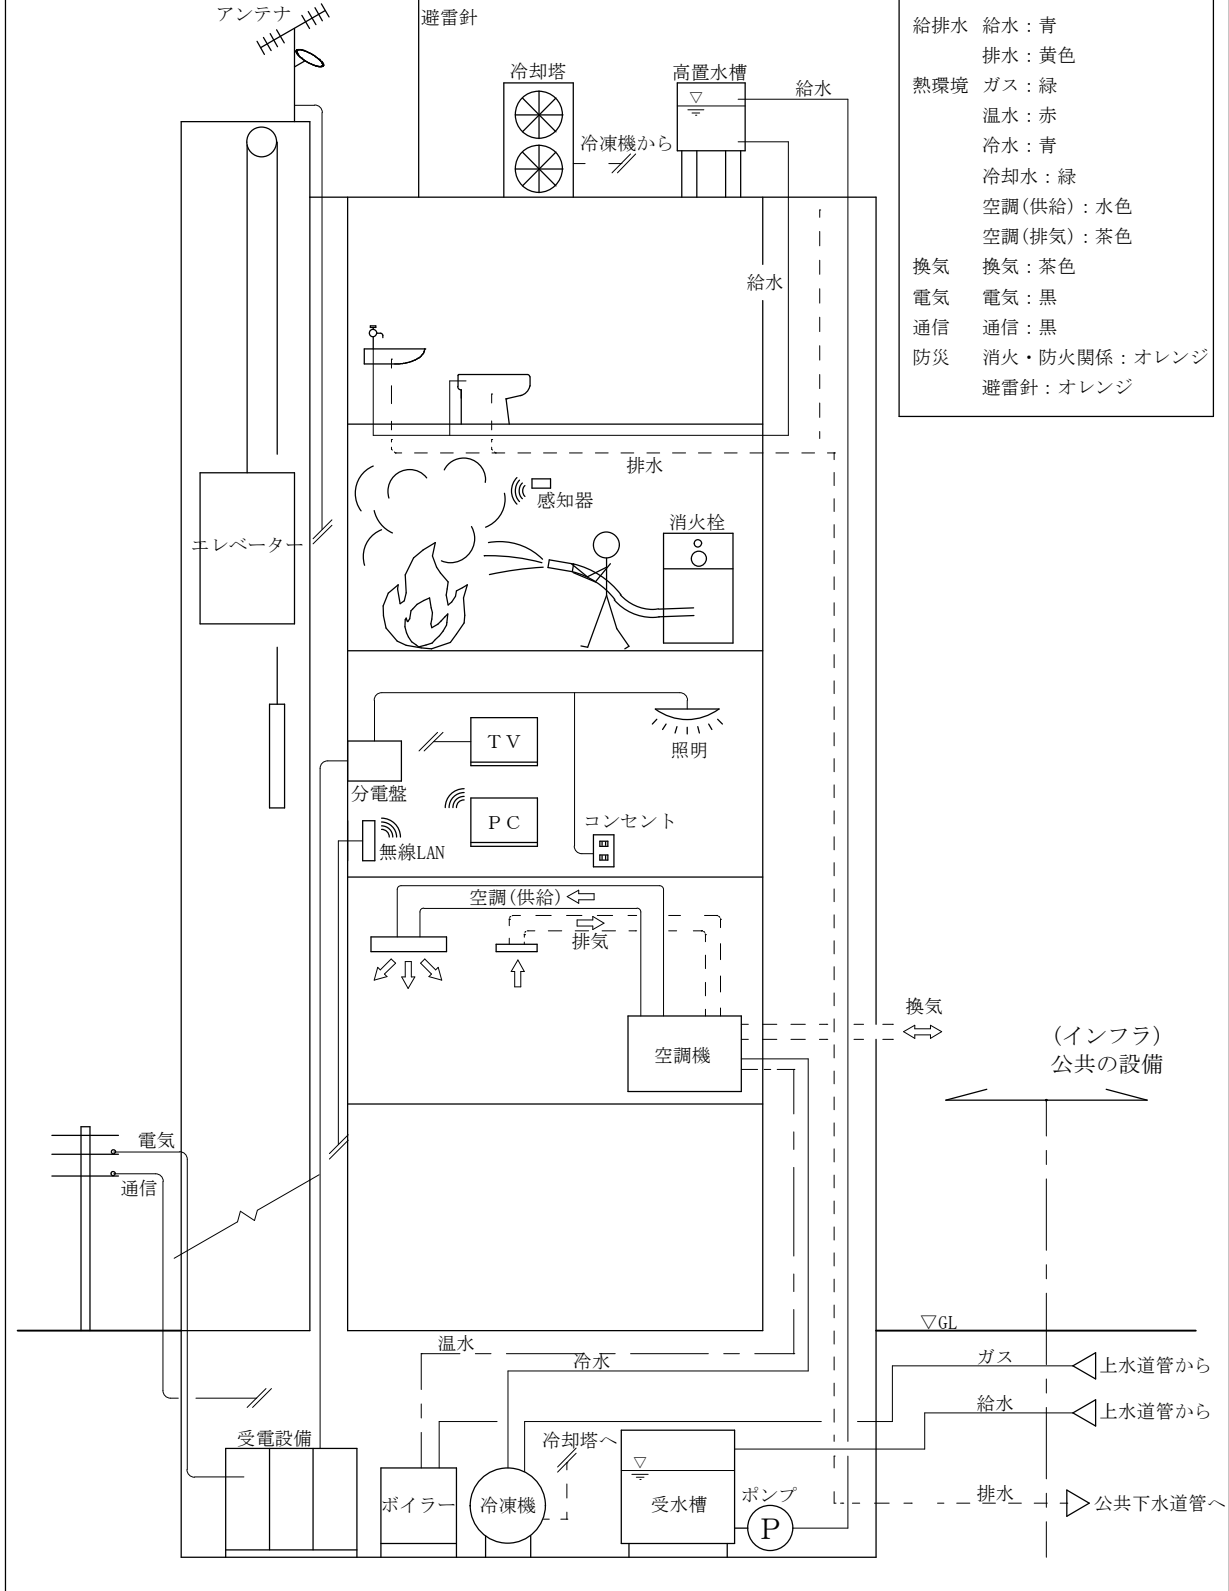 アンテナ
避雷針
冷却塔
高置水槽
給水
冷凍機から
給排水 給水：青
排水：黄色
熱環境 ガス：緑
温水：赤
冷水：青
冷却水：緑
空調(供給)：水色
空調(排気)：茶色
換気 換気：茶色
電気 電気：黒
通信 通信：黒
防災 消火・防火関係：オレンジ
避雷針：オレンジ
給水
排水
感知器
消火栓
エレベーター
TV
照明
分電盤
PC
コンセント
無線LAN
空調(供給)
排気
換気
空調機
(インフラ)
公共の設備
電気
通信
▽GL
温水
冷水
ガス
上水道管から
給水
上水道管から
受電設備
冷却塔へ
▽
ボイラー
冷凍機
受水槽
ポンプ
P
排水
公共下水道管へ